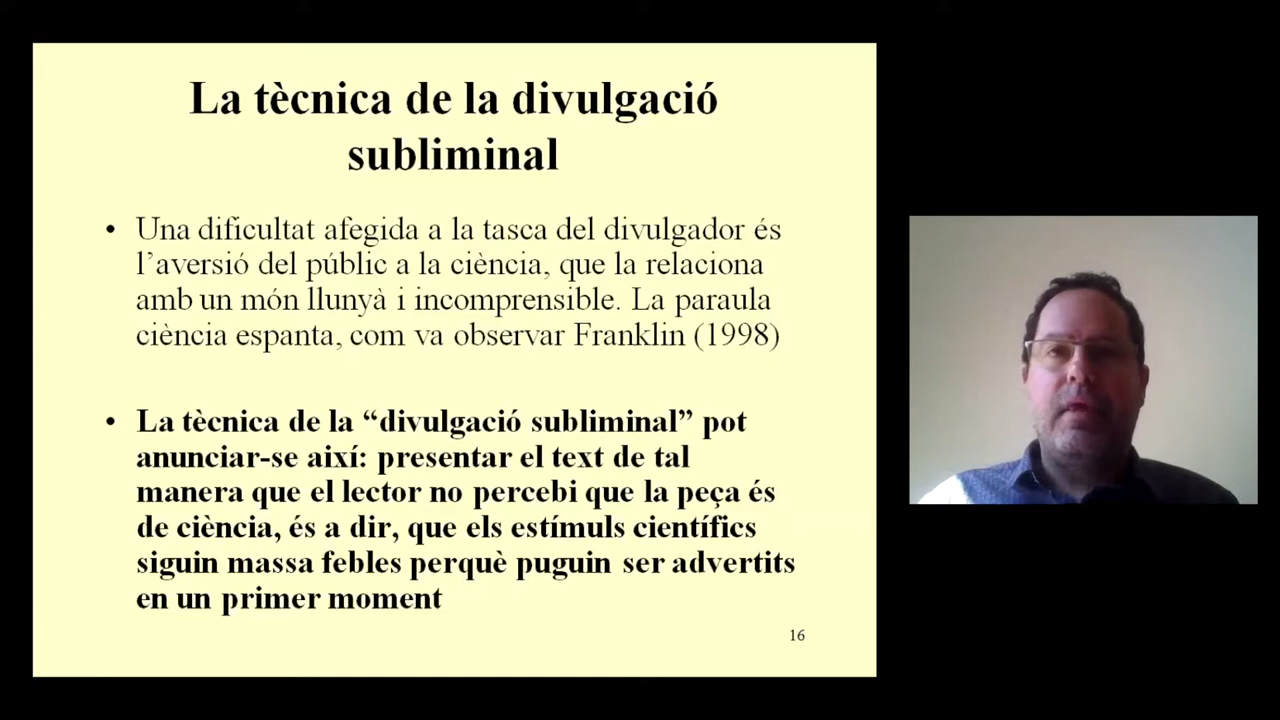 La tècnica de la divulgació
subliminal
• Una dificultat afegida a la tasca del divulgador és
l’aversió del públic a la ciència, que la relaciona
amb un món llunyà i incomprensible. La paraula
ciència espanta, com va observar Franklin (1998)
• La tècnica de la “divulgació subliminal” pot
anunciar-se així: presentar el text de tal
manera que el lector no percebi que la peça és
de ciència, és a dir, que els estímuls científics
siguin massa febles perquè puguin ser advertits
en un primer moment
16